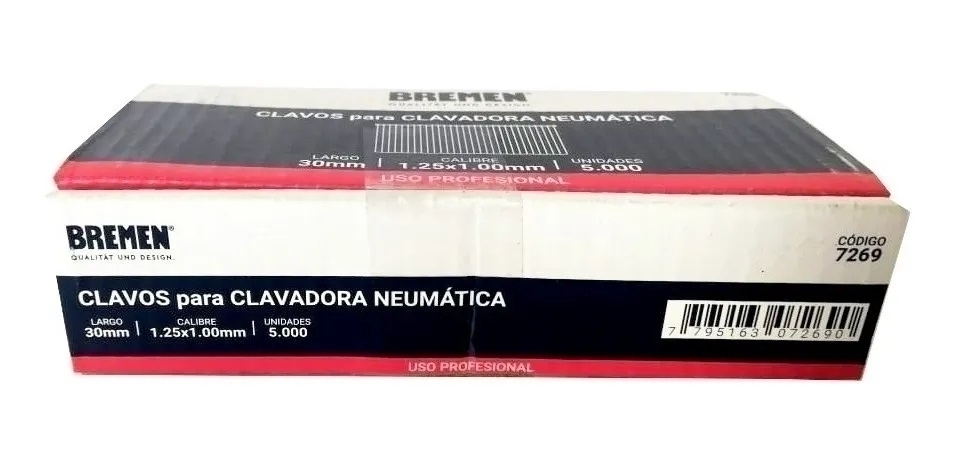 BREMEN
QUALITÄT UND DESIGN
CLAVOS para CLAVADORA NEUMÁTICA
LARGO CALIBRE UNIDADES
30mm | 1.25x1.00mm | 5.000
USO PROFESIONAL
BREMEN®
QUALITÄT UND DESIGN.
CÓDIGO
7269
CLAVOS para CLAVADORA NEUMÁTICA
LARGO CALIBRE UNIDADES
30mm | 1.25x1.00mm | 5.000
7 795163 072690
USO PROFESIONAL